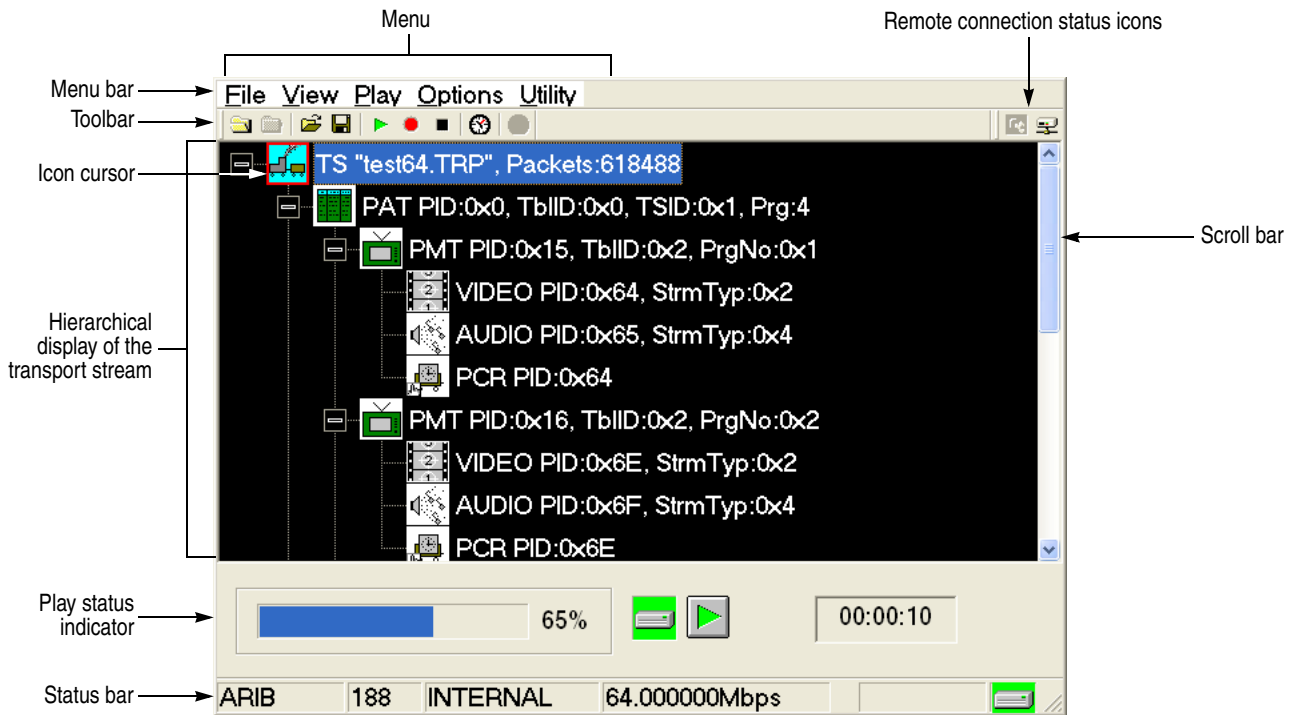 Menu
Remote connection status icons
Menu bar
File View Play Options Utility
Toolbar
Icon cursor
TS "test64.TRP", Packets:618488
PAT PID:0x0, TblID:0x0, TSID:0x1, Prg:4
PMT PID:0x15, TblID:0x2, PrgNo:0x1
Scroll bar
VIDEO PID:0x64, StrmTyp:0x2
AUDIO PID:0x65, StrmTyp:0x4
PCR PID:0x64
Hierarchical
display of the
transport stream
PMT PID:0x16, TblID:0x2, PrgNo:0x2
VIDEO PID:0x6E, StrmTyp:0x2
AUDIO PID:0x6F, StrmTyp:0x4
PCR PID:0x6E
Play status
indicator
65%
00:00:10
Status bar
ARIB 188 INTERNAL 64.000000Mbps